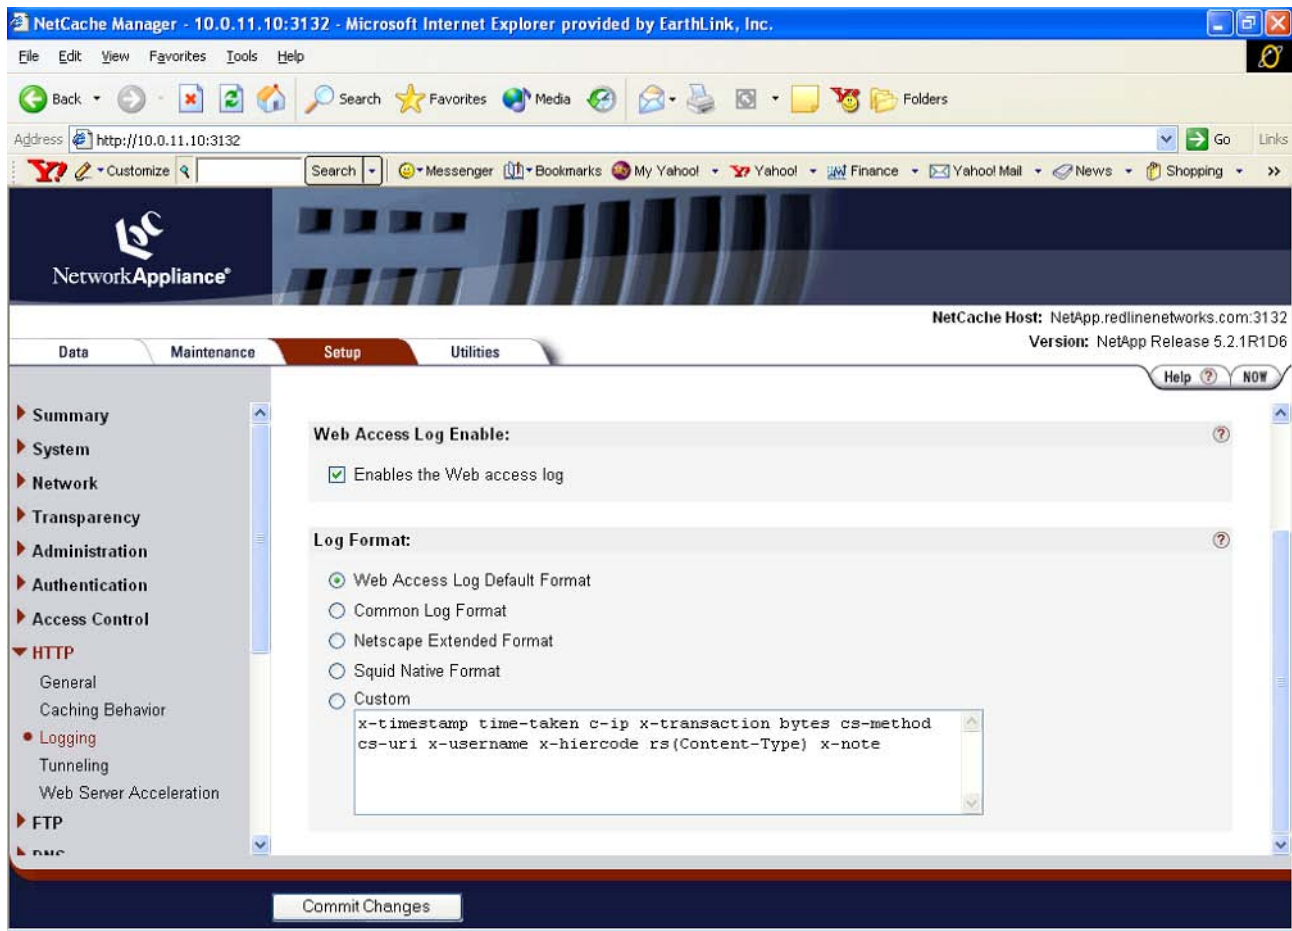 NetCache Manager - 10.0.11.10:3132 - Microsoft Internet Explorer provided by EarthLink, Inc.
File Edit View Favorites Tools Help
Back Search Favorites Media Folders
Address http://10.0.11.10:3132 Go Links
Y! Customize Search Messenger Bookmarks My Yahoo! Yahoo! Finance Yahoo! Mail News Shopping »
NetworkAppliance®
NetCache Host: NetApp.redlinenetworks.com:3132
Version: NetApp Release 5.2.1R1D6
Data Maintenance Setup Utilities
Help ? NOW
Summary
System
Network
Transparency
Administration
Authentication
Access Control
HTTP
General
Caching Behavior
Logging
Tunneling
Web Server Acceleration
FTP
DNS
Web Access Log Enable: ?
Enables the Web access log
Log Format: ?
Web Access Log Default Format
Common Log Format
Netscape Extended Format
Squid Native Format
Custom
x-timestamp time-taken c-ip x-transaction bytes cs-method
cs-uri x-username x-hiercode rs(Content-Type) x-note
Commit Changes